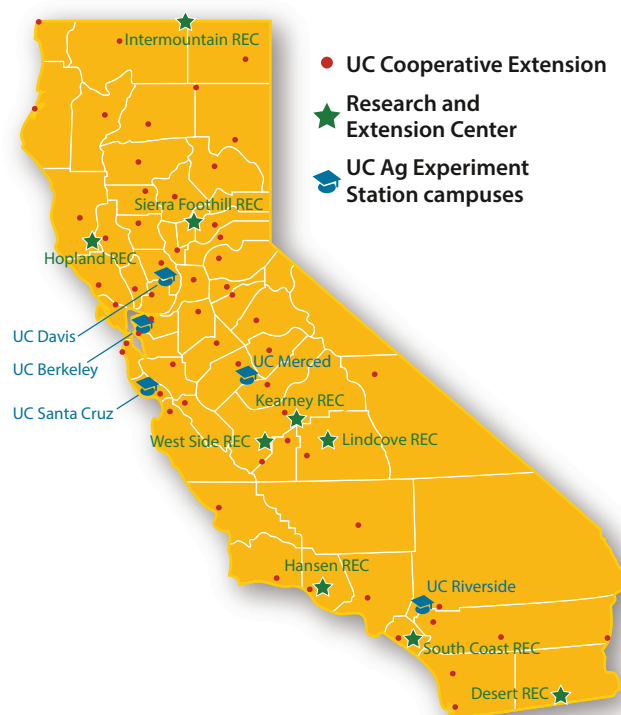 Intermountain REC
UC Cooperative Extension
Research and
Extension Center
UC Ag Experiment
Station campuses
Sierra Foothill REC
Hopland REC
UC Davis
UC Berkeley
UC Merced
UC Santa Cruz
Kearney REC
West Side REC
Lindcove REC
Hansen REC
UC Riverside
South Coast REC
Desert REC